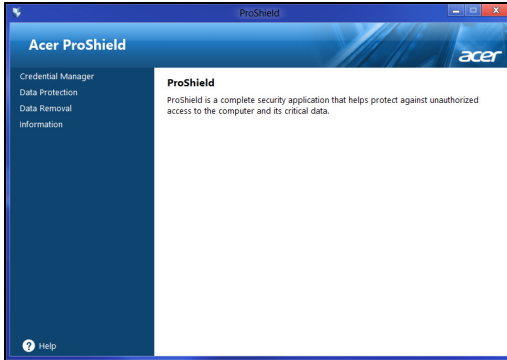 ProShield
Acer ProShield
acer
Credential Manager
Data Protection
Data Removal
Information
ProShield
ProShield is a complete security application that helps protect against unauthorized
access to the computer and its critical data.
? Help